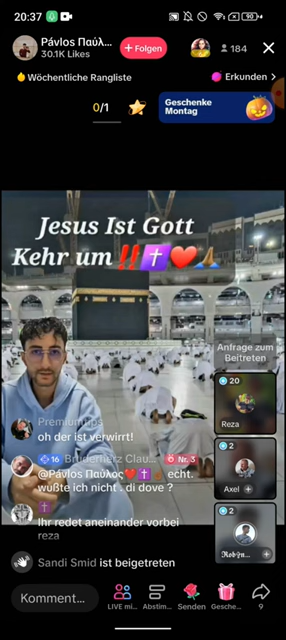 20:37
90
Pávlos Παύλ...
30.1K Likes
+ Folgen
184
Wöchentliche Rangliste
Erkunden >
0/1
Geschenke
Montag
Jesus Ist Gott
Kehr um ‼️✝️❤️🙏🏾
Anfrage zum
Beitreten
20
Reza
2
Axel +
2
Premiumtips
oh der ist verwirrt!
16 Bruderherz Clau... Nr. 3
@Pávlos Παύλος❤️✝️🙏🏾 echt.
wußte ich nicht . di dove ?
Ihr redet aneinander vorbei
reza
Sandi Smid ist beigetreten
Komment...
LIVE mi...
Abstim...
Senden
Gesche...
9